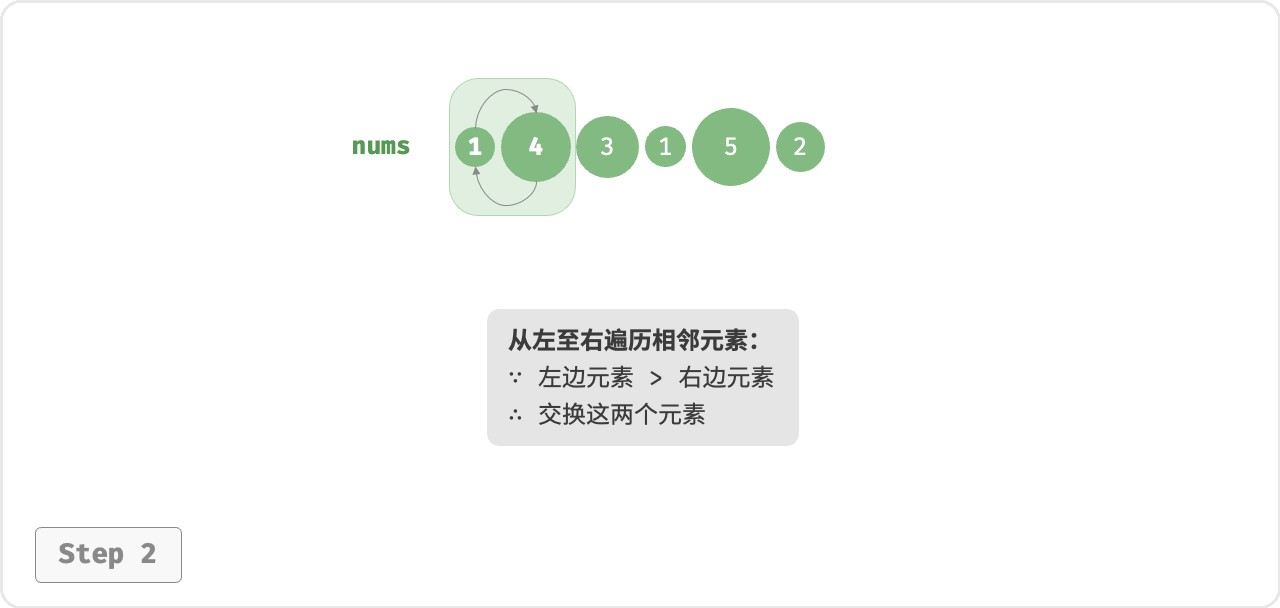 nums 1 4 3 1 5 2
从左至右遍历相邻元素：
∵ 左边元素 > 右边元素
∴ 交换这两个元素
Step 2